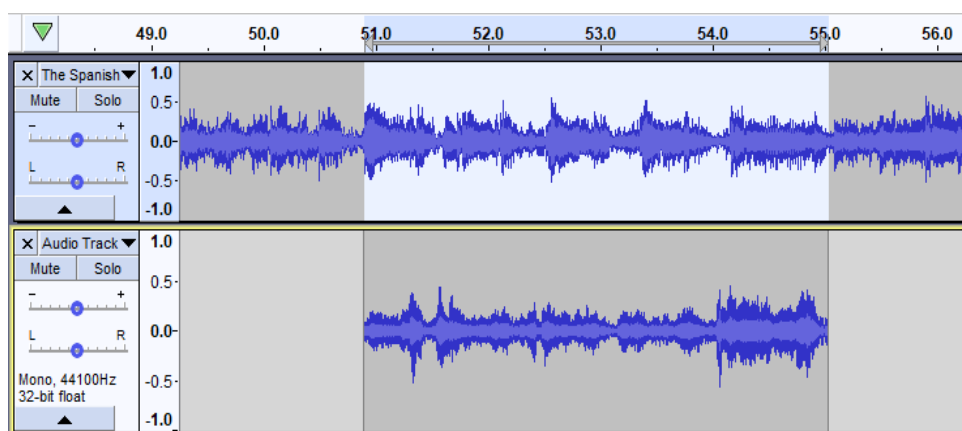 49.0 50.0 51.0 52.0 53.0 54.0 55.0 56.0
× The Spanish▼ 1.0
Mute Solo 0.5-
- +
0.0-
L R
-0.5-
-1.0
× Audio Track▼ 1.0
Mute Solo
0.5-
- +
0.0-
L R
Mono, 44100Hz
-0.5-
32-bit float
-1.0